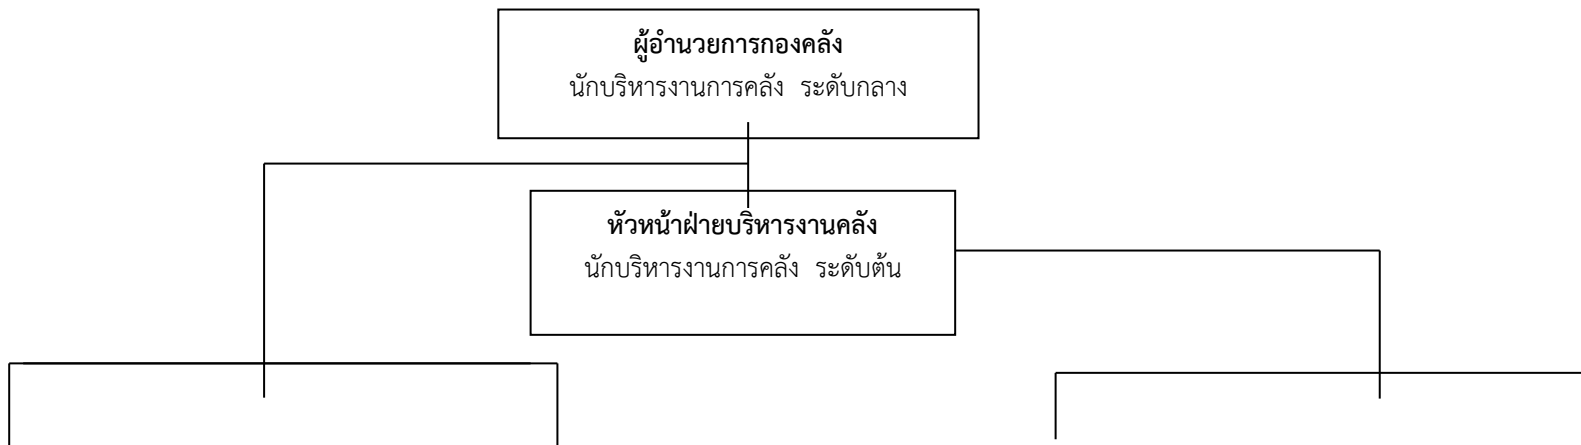 ผู้อำนวยการกองคลัง
นักบริหารงานการคลัง ระดับกลาง
หัวหน้าฝ่ายบริหารงานคลัง
นักบริหารงานการคลัง ระดับต้น